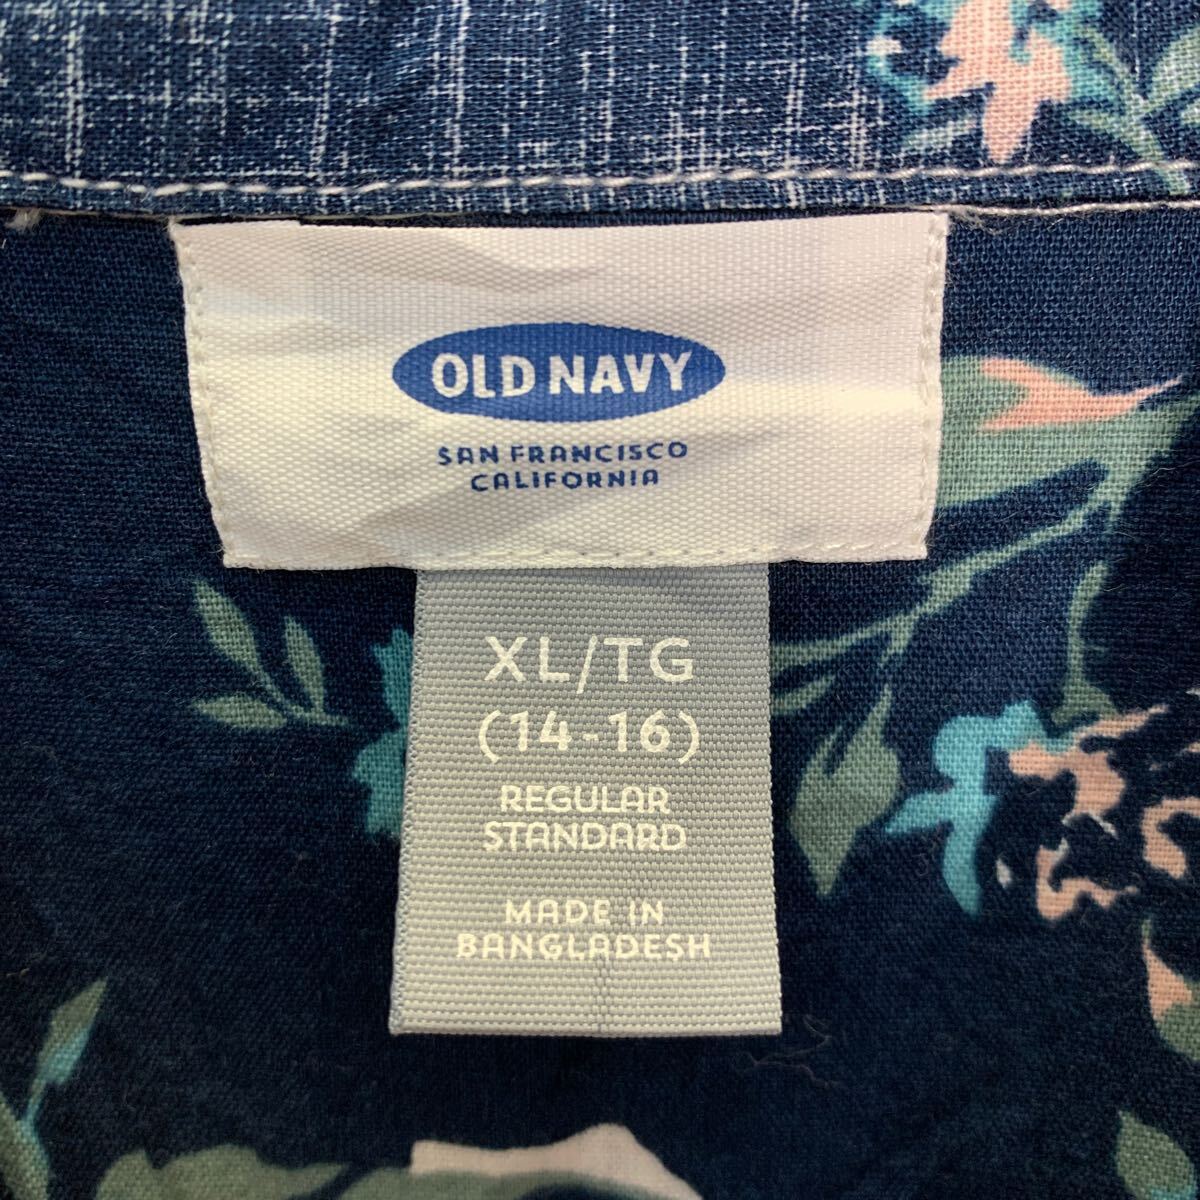 OLD NAVY
SAN FRANCISCO
CALIFORNIA
XL/TG
(14-16)
REGULAR
STANDARD
MADE IN
BANGLADESH